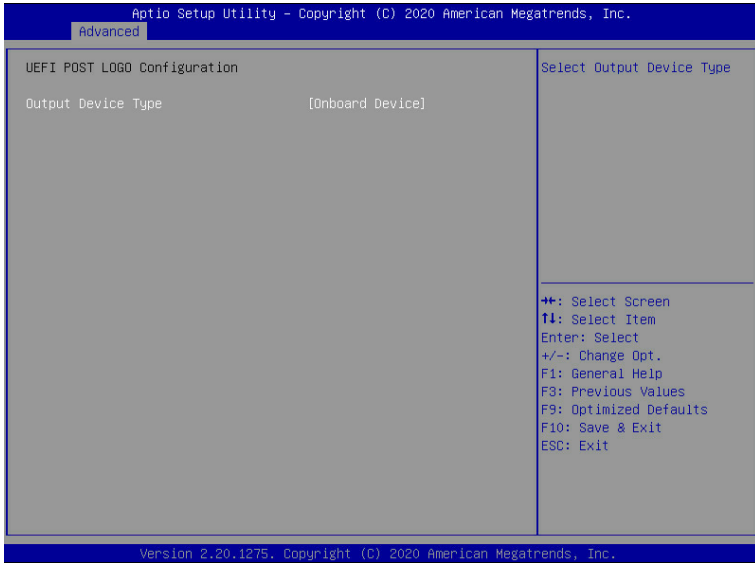 Aptio Setup Utility – Copyright (C) 2020 American Megatrends, Inc.
Advanced
UEFI POST LOGO Configuration
Output Device Type [Onboard Device]
Select Output Device Type
→←: Select Screen
↑↓: Select Item
Enter: Select
+/-: Change Opt.
F1: General Help
F3: Previous Values
F9: Optimized Defaults
F10: Save & Exit
ESC: Exit
Version 2.20.1275. Copyright (C) 2020 American Megatrends, Inc.